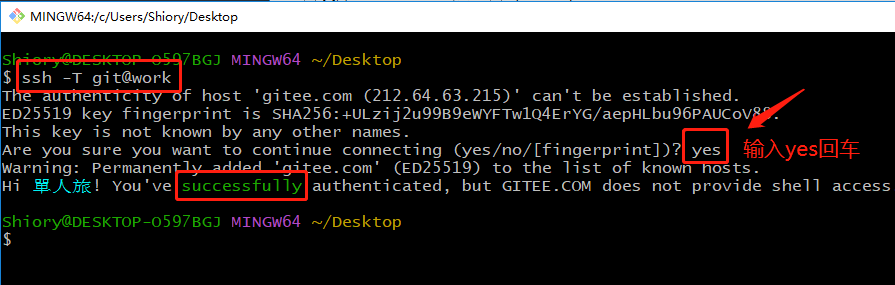 MINGW64:/c/Users/Shiory/Desktop
Shiory@DESKTOP-O597BGJ MINGW64 ~/Desktop
$ ssh -T git@work
The authenticity of host 'gitee.com (212.64.63.215)' can't be established.
ED25519 key fingerprint is SHA256:+ULzij2u99B9eWYFTw1Q4ErYG/aepHLbu96PAUCoV88.
This key is not known by any other names.
Are you sure you want to continue connecting (yes/no/[fingerprint])? yes 输入yes回车
Warning: Permanently added 'gitee.com' (ED25519) to the list of known hosts.
Hi 單人旅! You've successfully authenticated, but GITEE.COM does not provide shell access
Shiory@DESKTOP-O597BGJ MINGW64 ~/Desktop
$